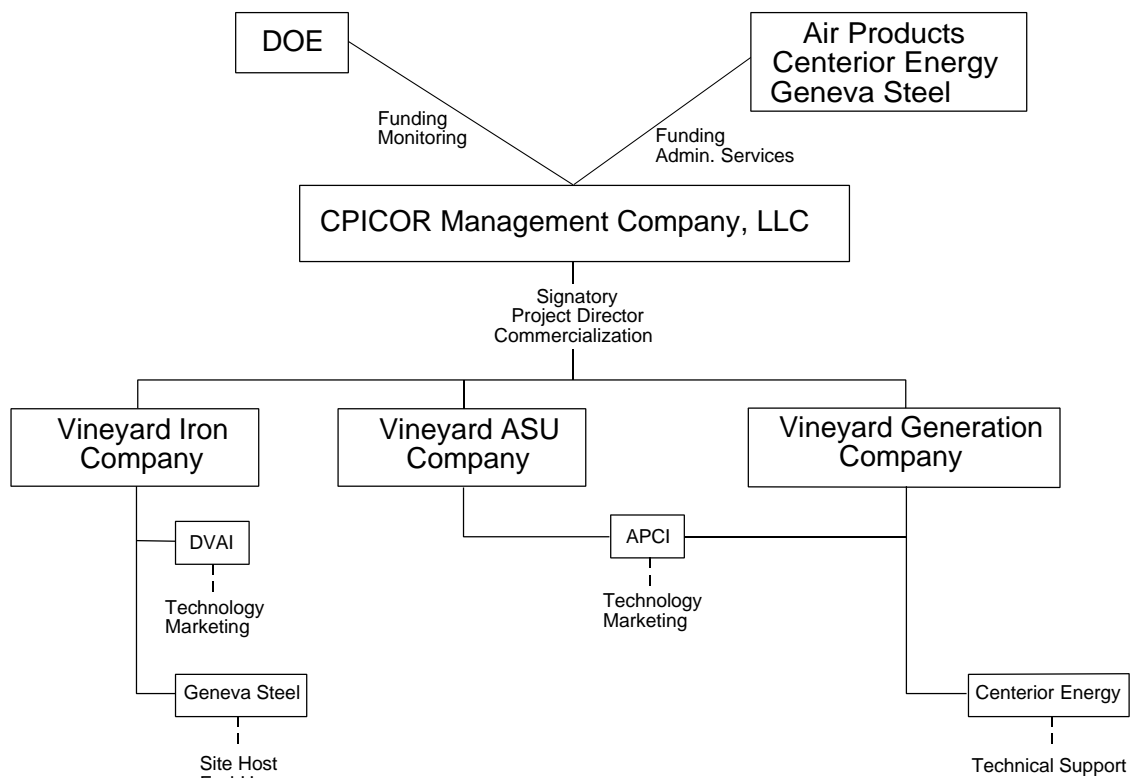 DOE
Air Products
Centerior Energy
Geneva Steel
Funding
Monitoring
Funding
Admin. Services
CPICOR Management Company, LLC
Signatory
Project Director
Commercialization
Vineyard Iron
Company
Vineyard ASU
Company
Vineyard Generation
Company
DVAI
APCI
Technology
Marketing
Technology
Marketing
Geneva Steel
Centerior Energy
Site Host
Technical Support